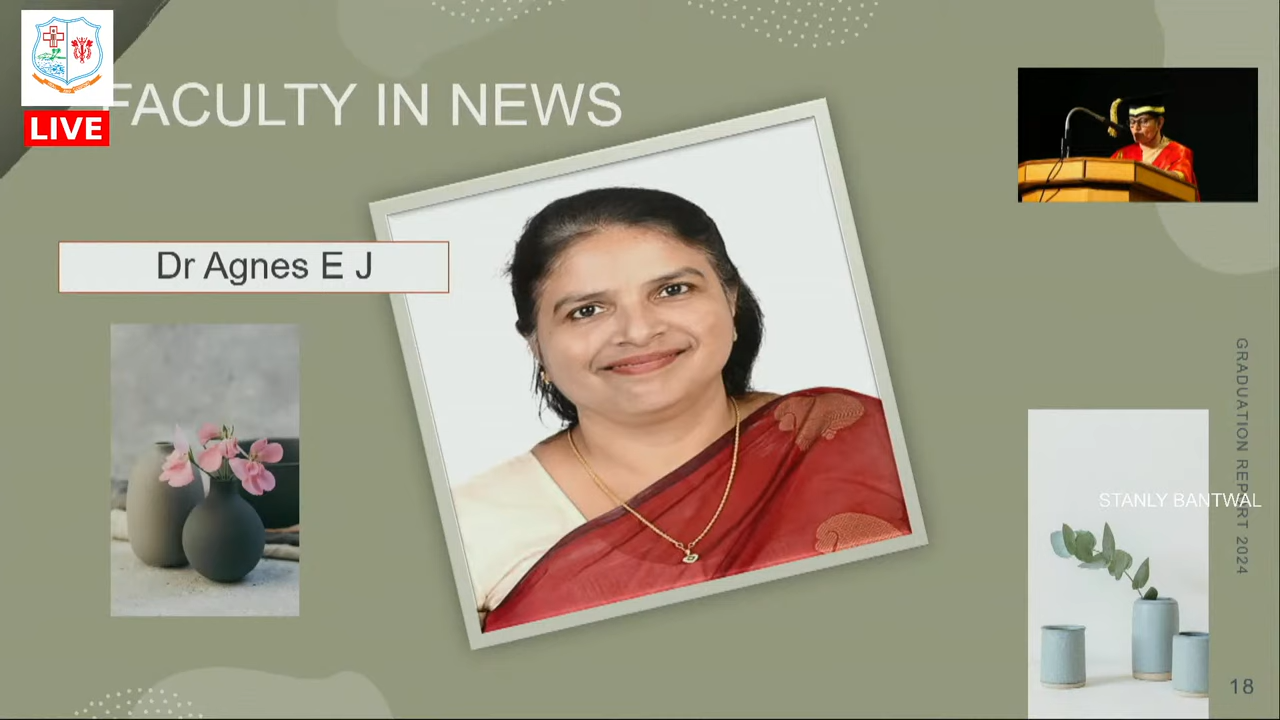 FACULTY IN NEWS
LIVE
Dr Agnes E J
GRADUATION REPORT 2024
STANLY BANTWAL
18